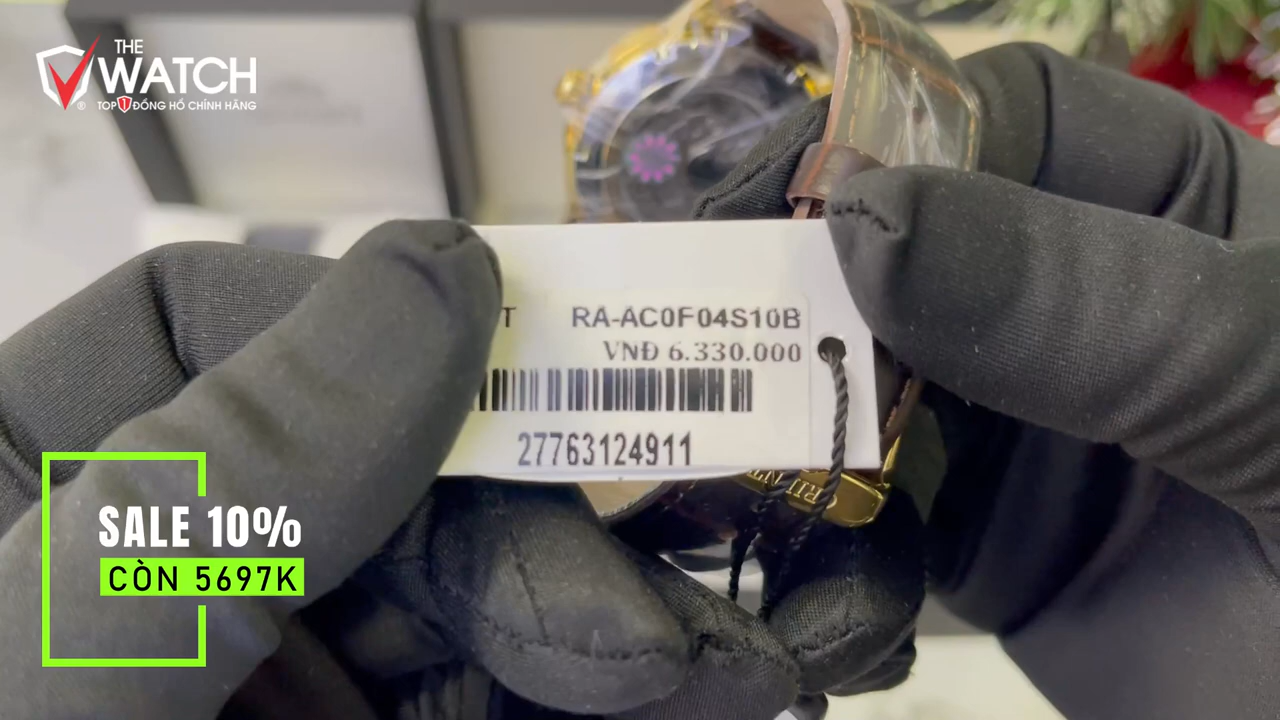 THE
WATCH
TOP 1 ĐỒNG HỒ CHÍNH HÃNG
T RA-AC0F04S10B
VNĐ 6.330.000
27763124911
SALE 10%
CÒN 5697K